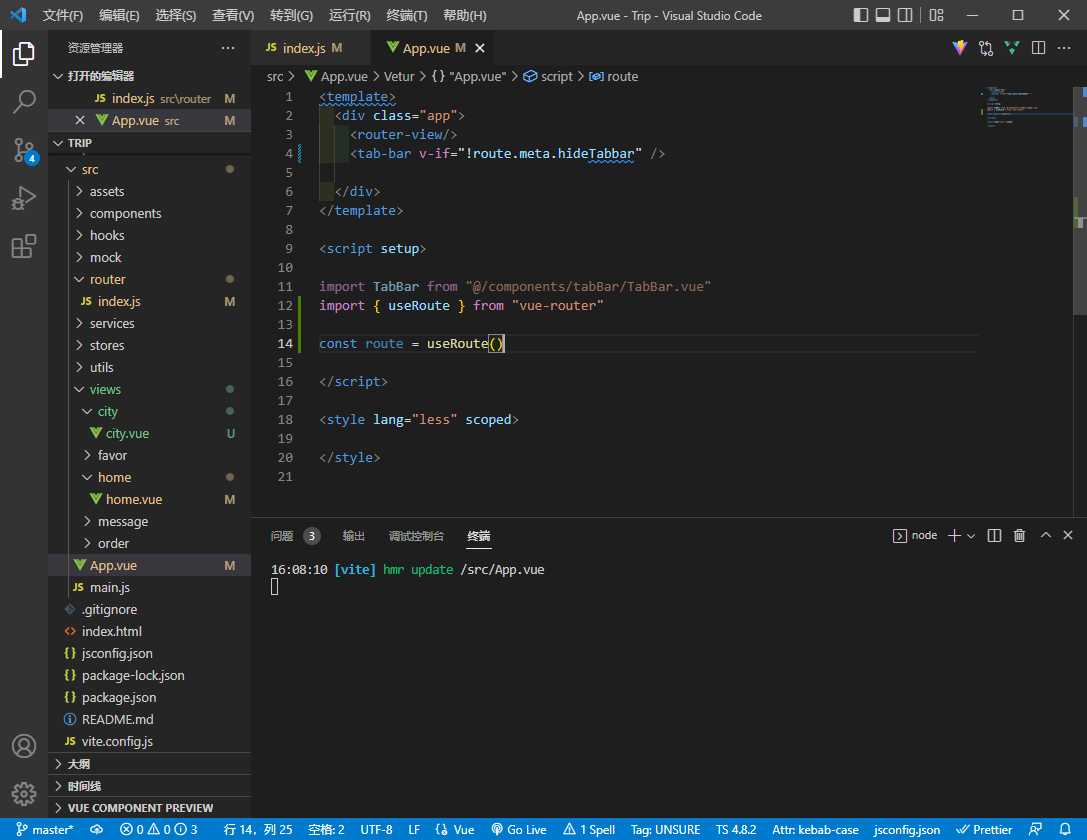 文件(F) 编辑(E) 选择(S) 查看(V) 转到(G) 运行(R) 终端(T) 帮助(H) App.vue - Trip - Visual Studio Code
资源管理器
打开的编辑器
JS index.js src\router M
App.vue src M
TRIP
src
assets
components
hooks
mock
router
JS index.js M
services
stores
utils
views
city
city.vue U
favor
home
home.vue M
message
order
App.vue M
JS main.js
.gitignore
index.html
{} jsconfig.json
{} package-lock.json
{} package.json
README.md
JS vite.config.js
大纲
时间线
VUE COMPONENT PREVIEW
4
JS index.js M App.vue M
src > App.vue > Vetur > {} "App.vue" > script > route
1 <template>
2 <div class="app">
3 <router-view/>
4 <tab-bar v-if="!route.meta.hideTabbar" />
5
6 </div>
7 </template>
8
9 <script setup>
10
11 import TabBar from "@/components/tabBar/TabBar.vue"
12 import { useRoute } from "vue-router"
13
14 const route = useRoute()
15
16 </script>
17
18 <style lang="less" scoped>
19
20 </style>
21
问题 3 输出 调试控制台 终端 node
16:08:10 [vite] hmr update /src/App.vue
master* 0 0 3 行 14，列 25 空格: 2 UTF-8 LF Vue Go Live 1 Spell Tag: UNSURE TS 4.8.2 Attr: kebab-case jsconfig.json Prettier